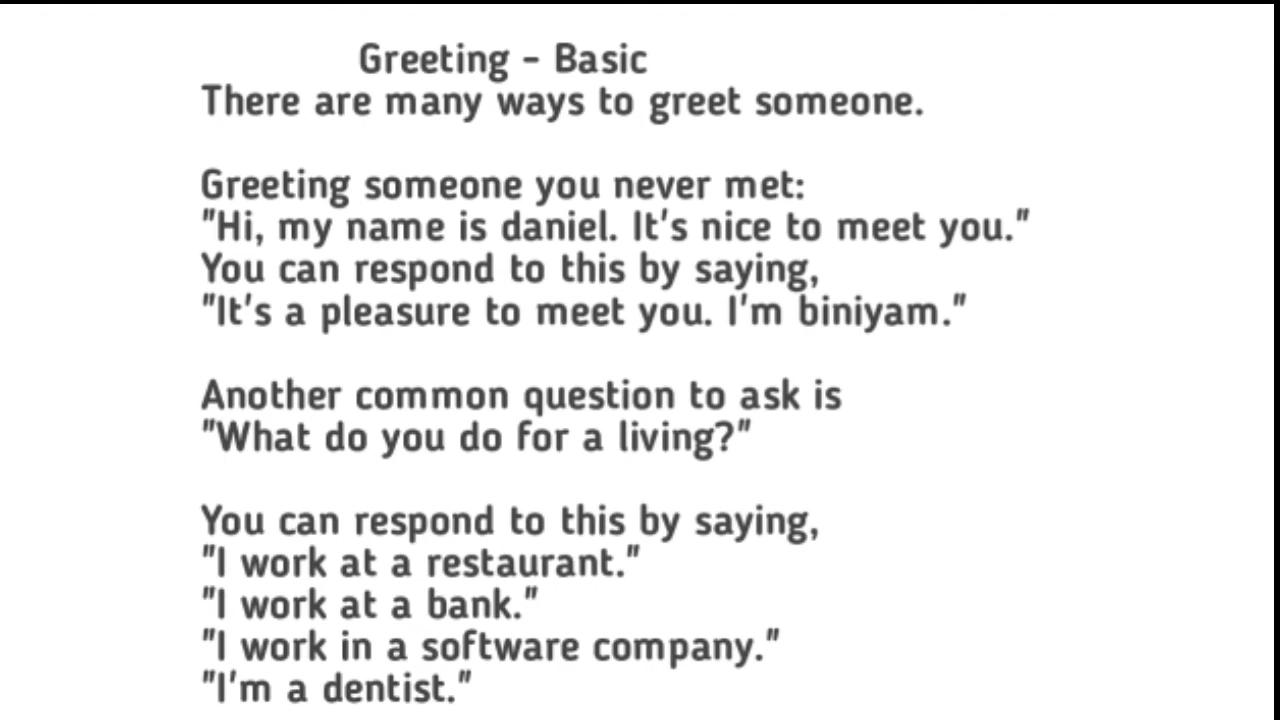 Greeting - Basic
There are many ways to greet someone.
Greeting someone you never met:
"Hi, my name is daniel. It's nice to meet you."
You can respond to this by saying,
"It's a pleasure to meet you. I'm biniyam."
Another common question to ask is
"What do you do for a living?"
You can respond to this by saying,
"I work at a restaurant."
"I work at a bank."
"I work in a software company."
"I'm a dentist."